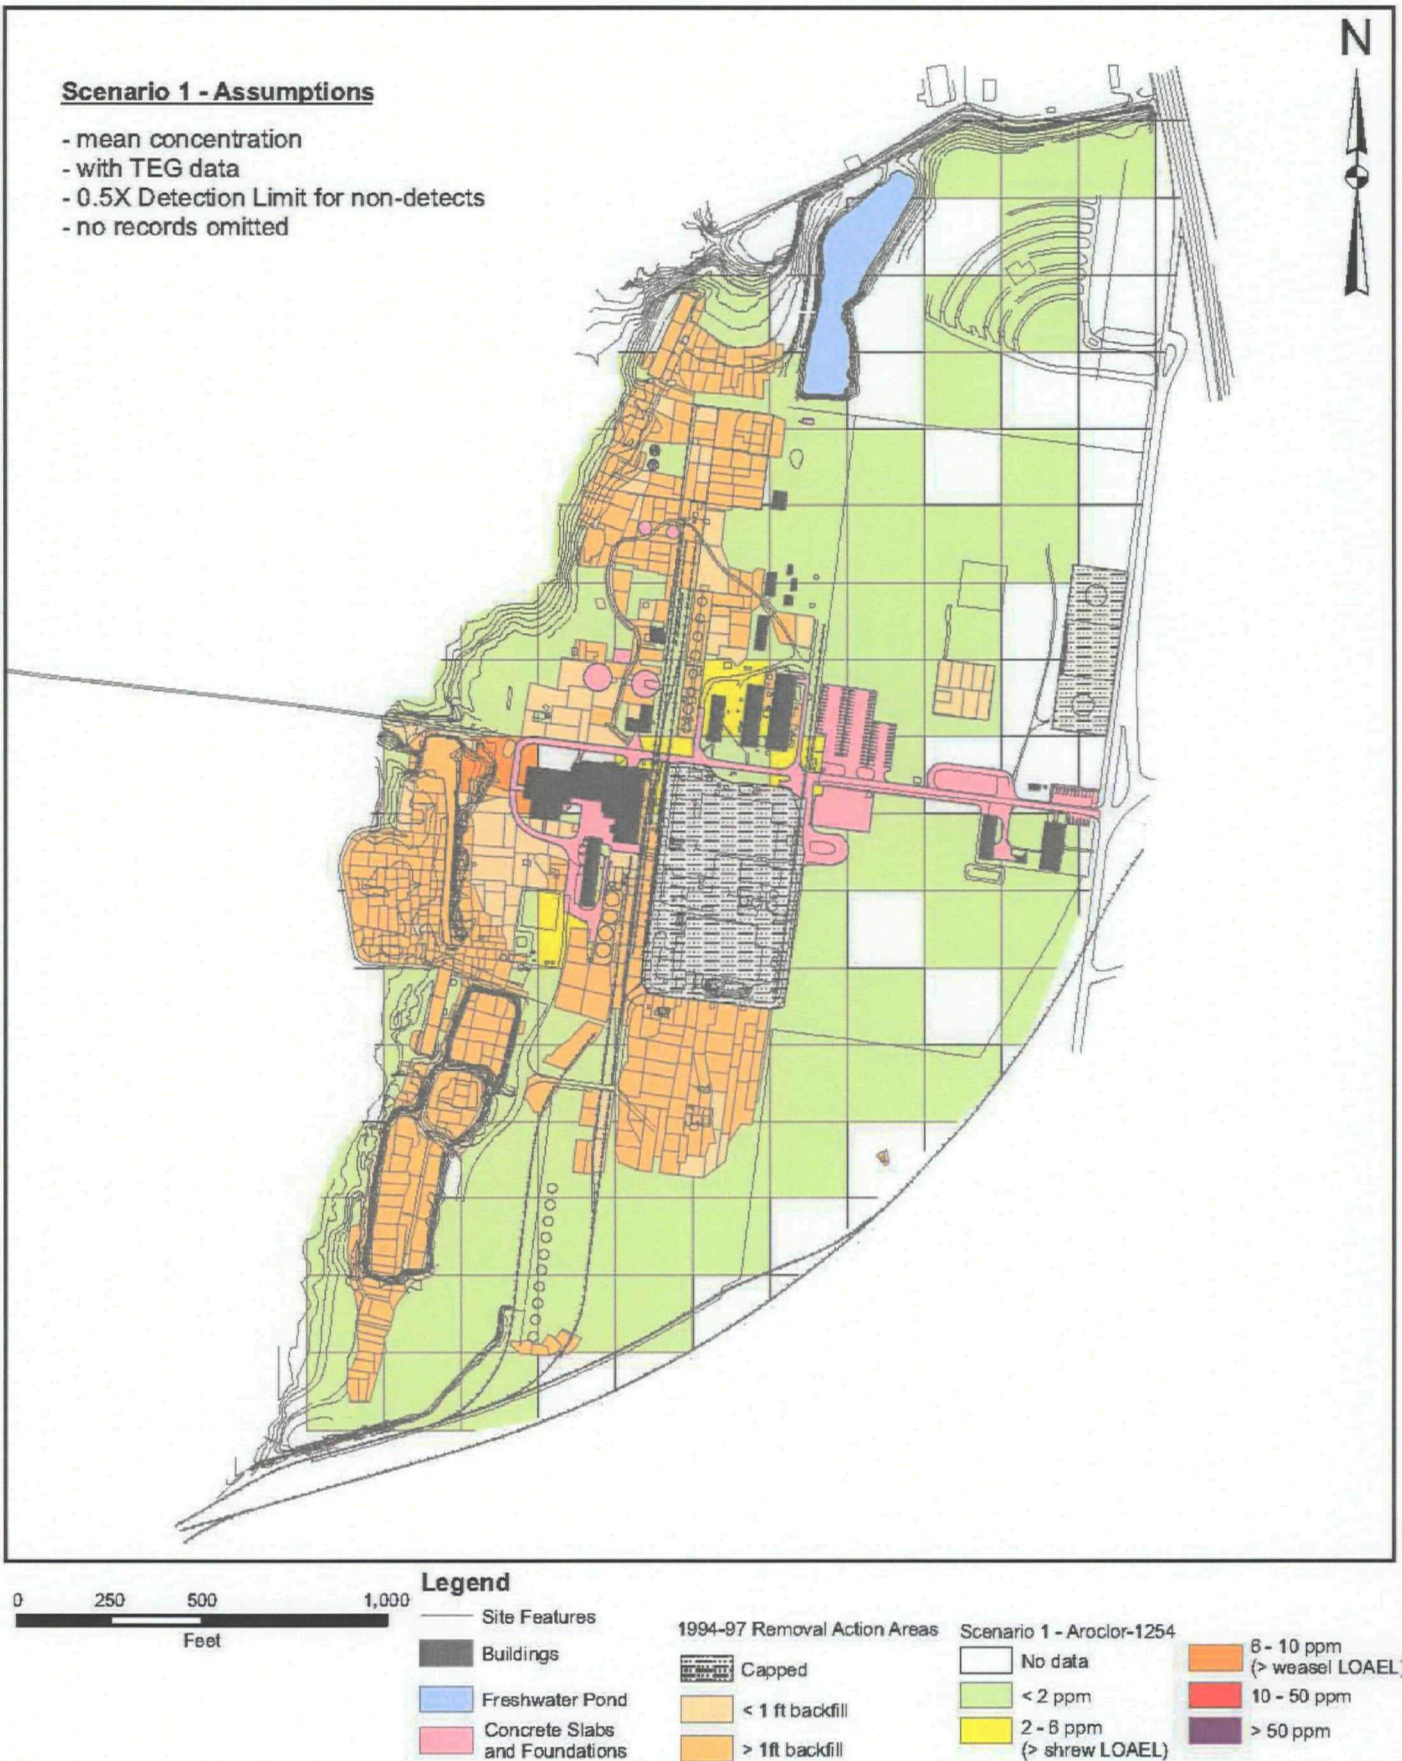 N
Scenario 1 - Assumptions
- mean concentration
- with TEG data
- 0.5X Detection Limit for non-detects
- no records omitted
0 250 500 1,000
Feet
Legend
Site Features
Buildings
Freshwater Pond
Concrete Slabs
and Foundations
1994-97 Removal Action Areas
Capped
< 1 ft backfill
> 1ft backfill
Scenario 1 - Aroclor-1254
No data
< 2 ppm
2 - 6 ppm
(> shrew LOAEL)
6 - 10 ppm
(> weasel LOAEL)
10 - 50 ppm
> 50 ppm